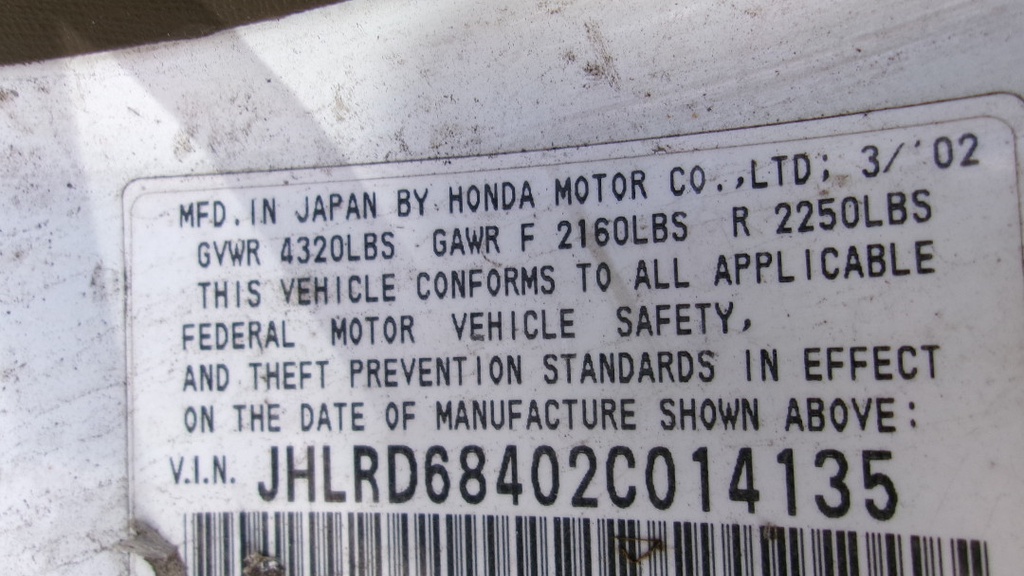 MFD. IN JAPAN BY HONDA MOTOR CO.,LTD; 3/'02
GVWR 4320LBS GAWR F 2160LBS R 2250LBS
THIS VEHICLE CONFORMS TO ALL APPLICABLE
FEDERAL MOTOR VEHICLE SAFETY,
AND THEFT PREVENTION STANDARDS IN EFFECT
ON THE DATE OF MANUFACTURE SHOWN ABOVE:
V.I.N. JHLRD68402C014135